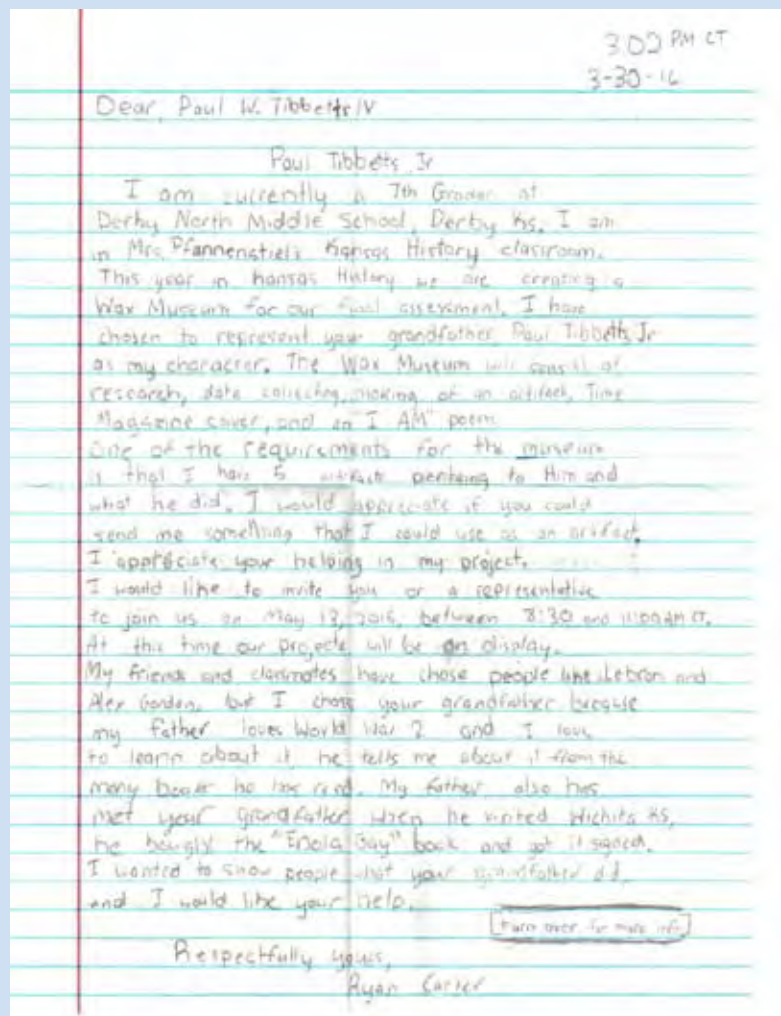 3:02 PM CT
3-30-16
Dear, Paul W. Tibbetts IV
Paul Tibbetts Jr
I am currently a 7th Grader at
Derby North Middle School, Derby Ks. I am
in Mrs. Pfannenstiel's Kansas History classroom.
This year in Kansas History we are creating a
Wax Museum for our final assessment. I have
chosen to represent your grandfather Paul Tibbetts Jr
as my character. The Wax Museum will consist of
research, date collecting, making of an artifact, Time
Magazine cover, and an "I AM" poem
One of the requirements for the museum
is that I have 5 artifacts pertaing to Him and
what he did. I would appreciate if you could
send me something that I could use as an artifact.
I appreciate your helping in my project.
I would like to invite you or a representative
to join us on May 13, 2016, between 8:30 and 11:00 AM CT.
At this time our projects will be on display.
My friends and classmates have chose people like Lebron and
Alex Gordon, but I chose your grandfather because
my father loves World War 2 and I love
to learn about it, he tells me about it from the
many books he has read. My father also has
met your grandfather when he visited Wichita KS,
he bought the "Enola Gay" book and got it signed.
I wanted to show people what your grandfather did,
and I would like your help.
turn over for more info
Respectfully yours,
Ryan Carter